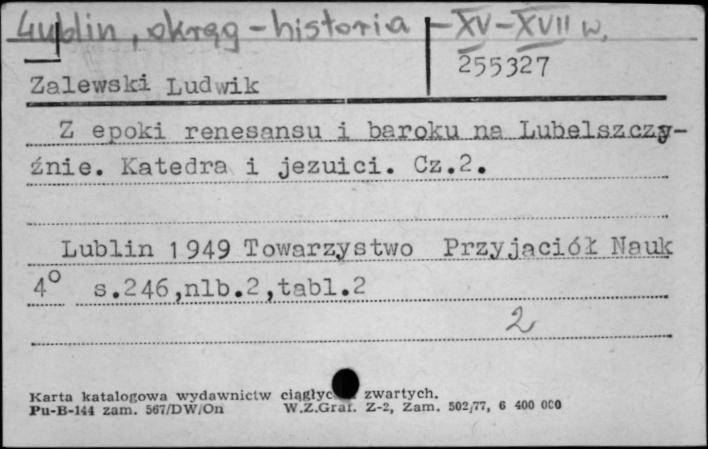 Lublin, okręg - historia - XV-XVII w.
255327
Zalewski Ludwik
Z epoki renesansu i baroku na Lubelszczy-
źnie. Katedra i jezuici. Cz.2.
Lublin 1949 Towarzystwo Przyjaciół Nauk
4° s.246,nlb.2,tabl.2
2
Karta katalogowa wydawnictw zwartych.
Pu-B-144 zam. 567/DW/On W.Z.Graf. Z-2, Zam. 502/77, 6 400 000